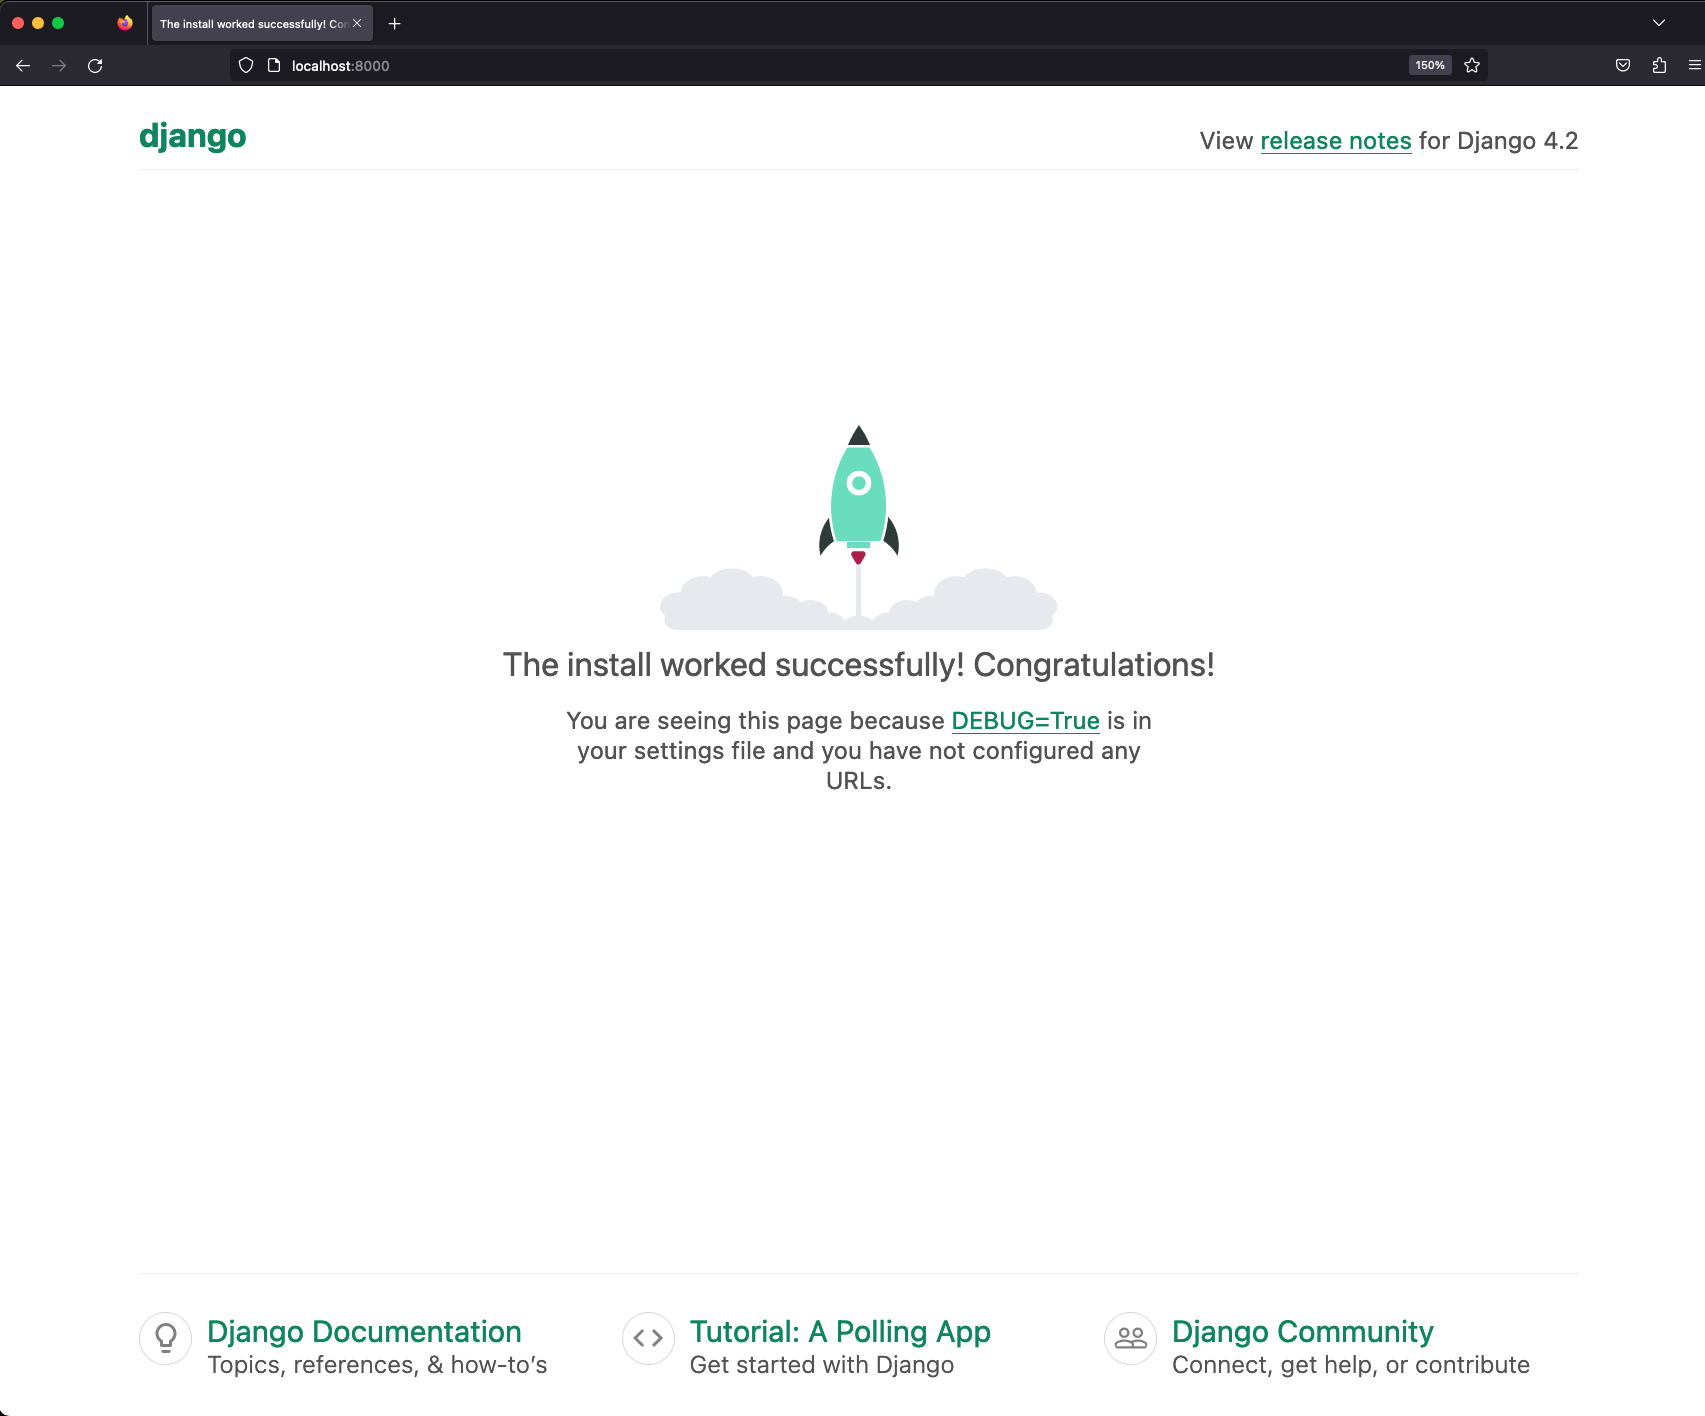 The install worked successfully! Con
localhost:8000
150%
django
View release notes for Django 4.2
The install worked successfully! Congratulations!
You are seeing this page because DEBUG=True is in
your settings file and you have not configured any
URLs.
Django Documentation
Topics, references, & how-to’s
Tutorial: A Polling App
Get started with Django
Django Community
Connect, get help, or contribute